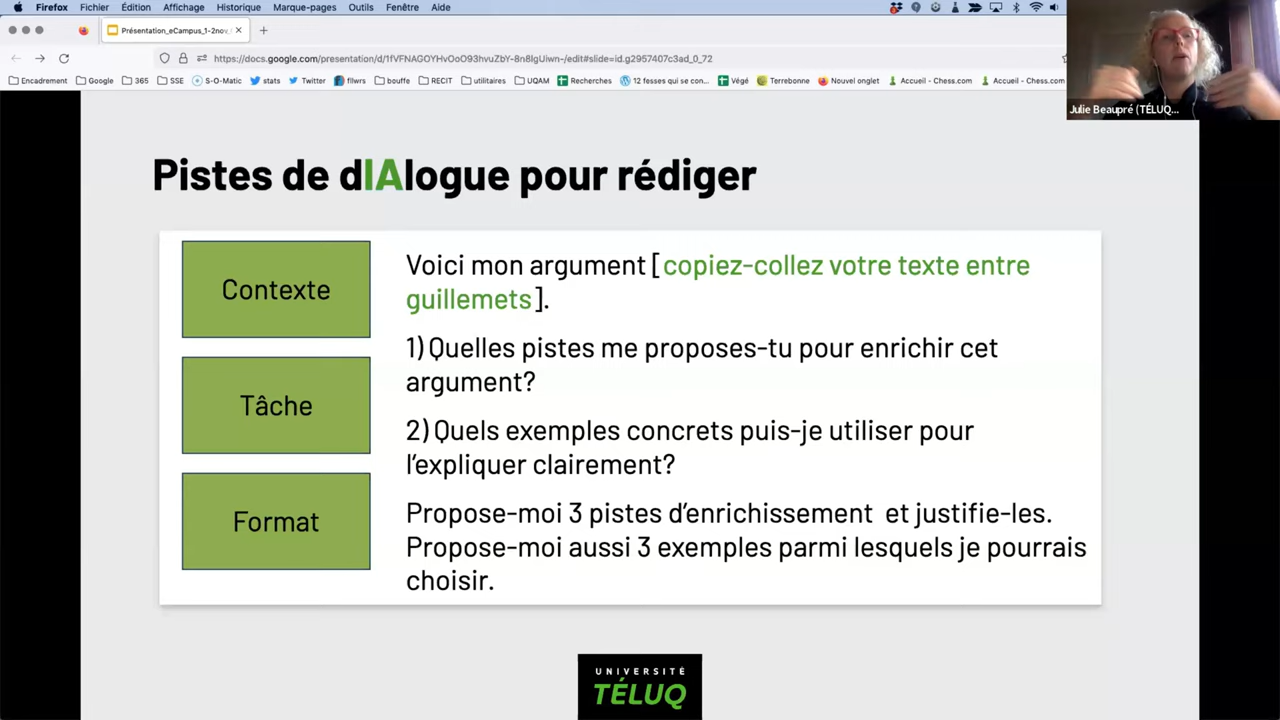 Firefox Fichier Édition Affichage Historique Marque-pages Outils Fenêtre Aide
Présentation_eCampus_1-2nov
https://docs.google.com/presentation/d/1fVFNAGOYHvOoO93hvuZbY-8n8lgUiwn-/edit#slide=id.g2957407c3ad_0_72
Encadrement Google 365 SSE S-O-Matic stats Twitter fllwrs bouffe RECIT utilitaires UQAM Recherches 12 fesses qui se con... Végé Terrebonne Nouvel onglet Accueil - Chess.com Accueil - Chess.com
Julie Beaupré (TÉLUQ...
Pistes de dIAlogue pour rédiger
Contexte
Voici mon argument [copiez-collez votre texte entre
guillemets].
1) Quelles pistes me proposes-tu pour enrichir cet
argument?
Tâche
2) Quels exemples concrets puis-je utiliser pour
l'expliquer clairement?
Format
Propose-moi 3 pistes d'enrichissement et justifie-les.
Propose-moi aussi 3 exemples parmi lesquels je pourrais
choisir.
UNIVERSITÉ
TÉLUQ